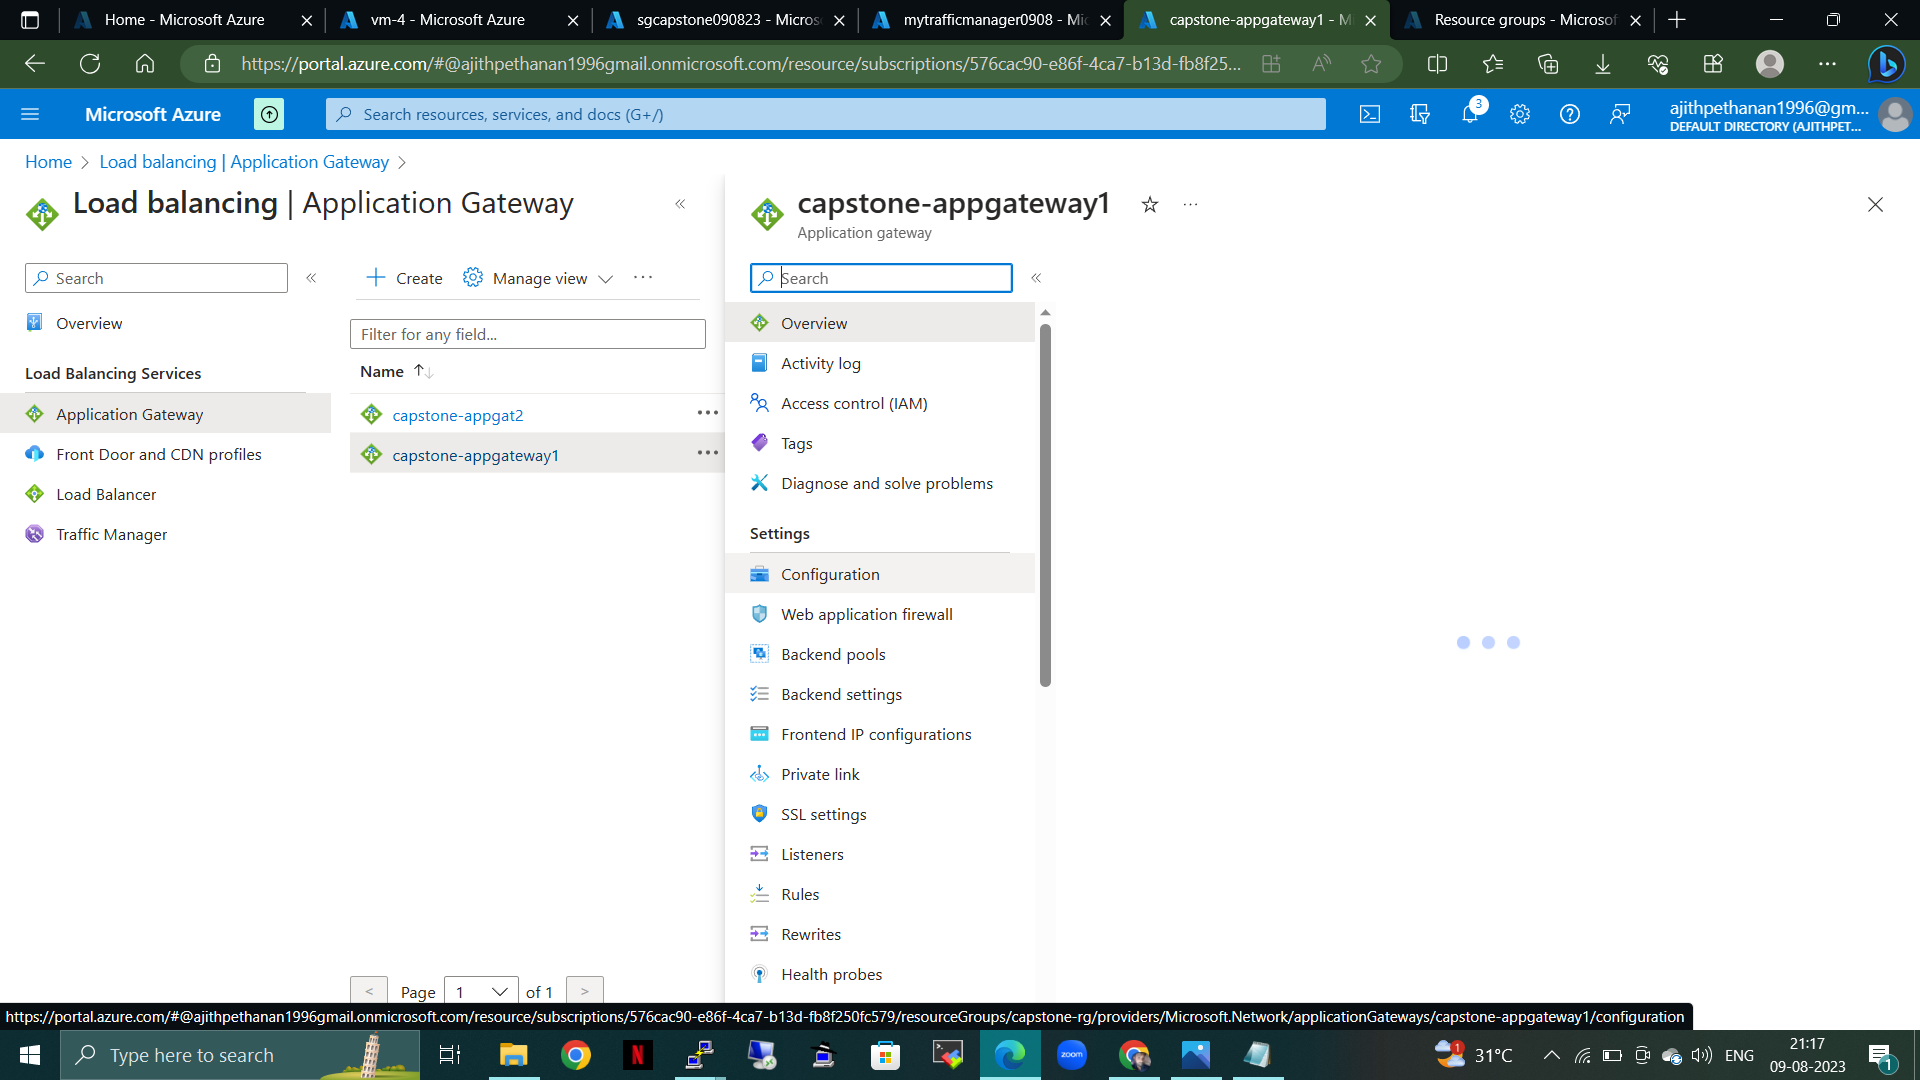 Home - Microsoft Azure
vm-4 - Microsoft Azure
sgcapstone090823 - Micros
mytrafficmanager0908 - Mic
capstone-appgateway1 - M
Resource groups - Microsof
https://portal.azure.com/#@ajithpethanan1996gmail.onmicrosoft.com/resource/subscriptions/576cac90-e86f-4ca7-b13d-fb8f25...
Microsoft Azure
Search resources, services, and docs (G+/)
3
ajithpethanan1996@gm...
DEFAULT DIRECTORY (AJITHPET...
Home > Load balancing | Application Gateway >
Load balancing | Application Gateway
Search
Overview
Load Balancing Services
Application Gateway
Front Door and CDN profiles
Load Balancer
Traffic Manager
Create
Manage view
Filter for any field...
Name
capstone-appgat2
capstone-appgateway1
< Page 1 of 1 >
capstone-appgateway1
Application gateway
Search
Overview
Activity log
Access control (IAM)
Tags
Diagnose and solve problems
Settings
Configuration
Web application firewall
Backend pools
Backend settings
Frontend IP configurations
Private link
SSL settings
Listeners
Rules
Rewrites
Health probes
https://portal.azure.com/#@ajithpethanan1996gmail.onmicrosoft.com/resource/subscriptions/576cac90-e86f-4ca7-b13d-fb8f250fc579/resourceGroups/capstone-rg/providers/Microsoft.Network/applicationGateways/capstone-appgateway1/configuration
Type here to search
zoom
1
31°C
ENG
21:17
09-08-2023
1